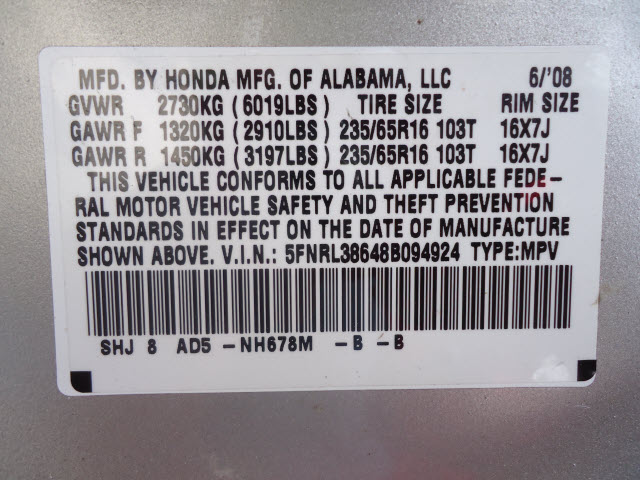 MFD. BY HONDA MFG. OF ALABAMA, LLC 6/'08
GVWR 2730KG (6019LBS) TIRE SIZE RIM SIZE
GAWR F 1320KG (2910LBS) 235/65R16 103T 16X7J
GAWR R 1450KG (3197LBS) 235/65R16 103T 16X7J
THIS VEHICLE CONFORMS TO ALL APPLICABLE FEDE-
RAL MOTOR VEHICLE SAFETY AND THEFT PREVENTION
STANDARDS IN EFFECT ON THE DATE OF MANUFACTURE
SHOWN ABOVE. V.I.N.: 5FNRL38648B094924 TYPE:MPV
SHJ 8 AD5 -NH678M -B -B